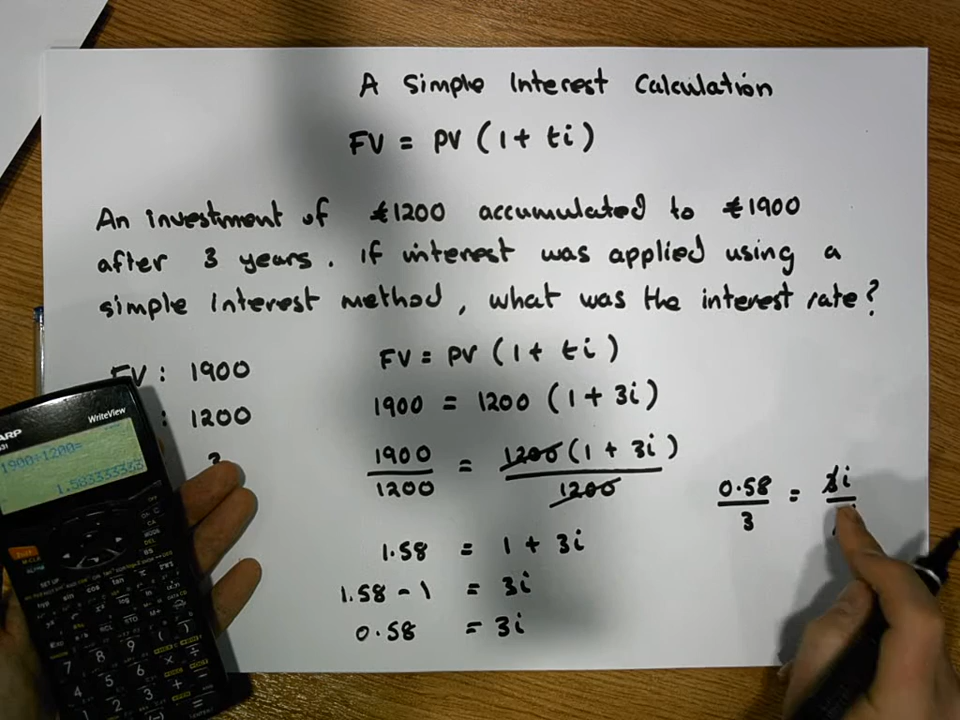 A Simple Interest Calculation
FV = PV (1 + ti)
An investment of €1200 accumulated to €1900
after 3 years. If interest was applied using a
simple interest method, what was the interest rate?
FV : 1900
: 1200
3
FV = PV (1 + ti)
1900 = 1200 (1 + 3i)
1900/1200 = 1200(1 + 3i)/1200
1.58 = 1 + 3i
1.58 - 1 = 3i
0.58 = 3i
0.58/3 = 3i/
WriteView
1900÷1200=
1.583333333